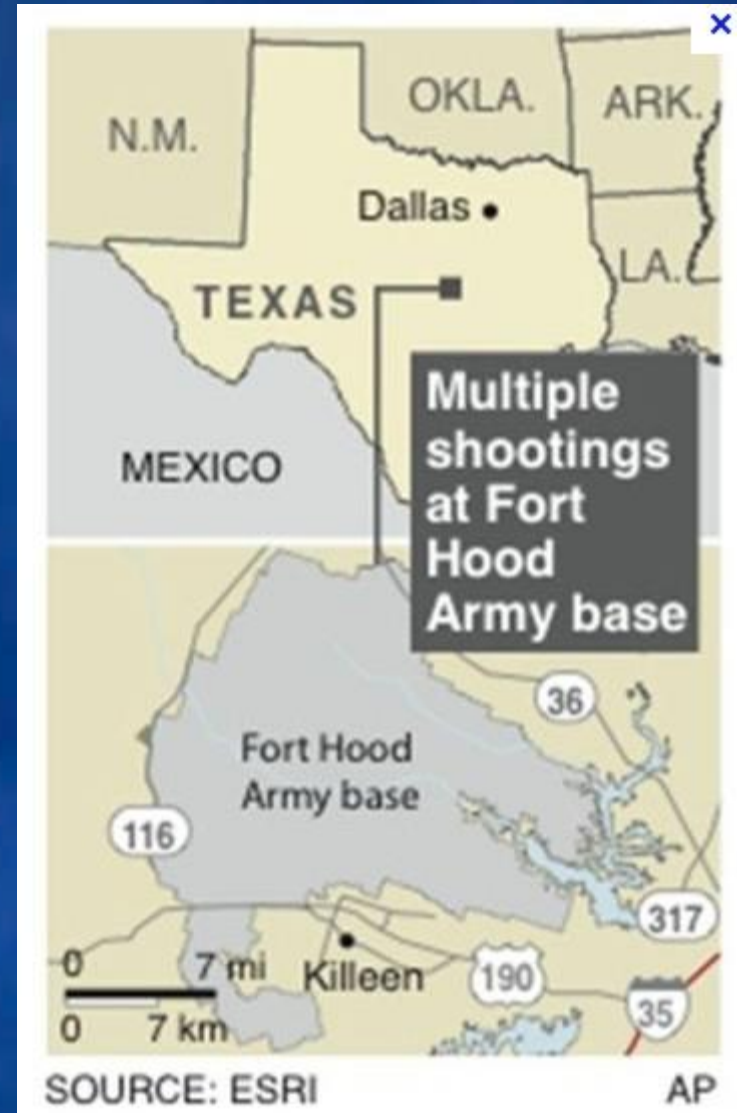 OKLA.
ARK.
N.M.
Dallas
LA.
TEXAS
Multiple
shootings
at Fort
Hood
Army base
MEXICO
36
Fort Hood
Army base
116
317
0 7 mi
Killeen
190
35
0 7 km
SOURCE: ESRI AP